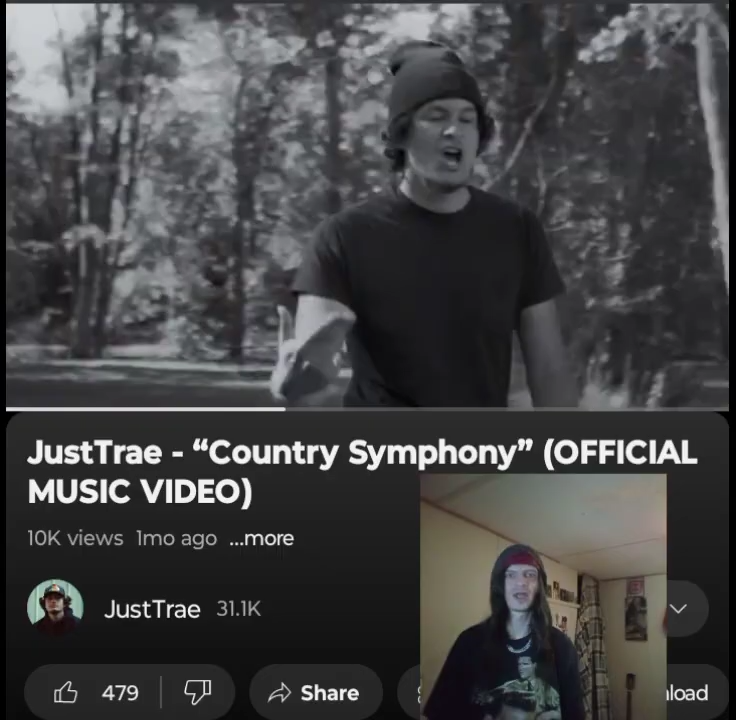 JustTrae - “Country Symphony” (OFFICIAL
MUSIC VIDEO)
10K views 1mo ago ...more
JustTrae 31.1K
479 Share load